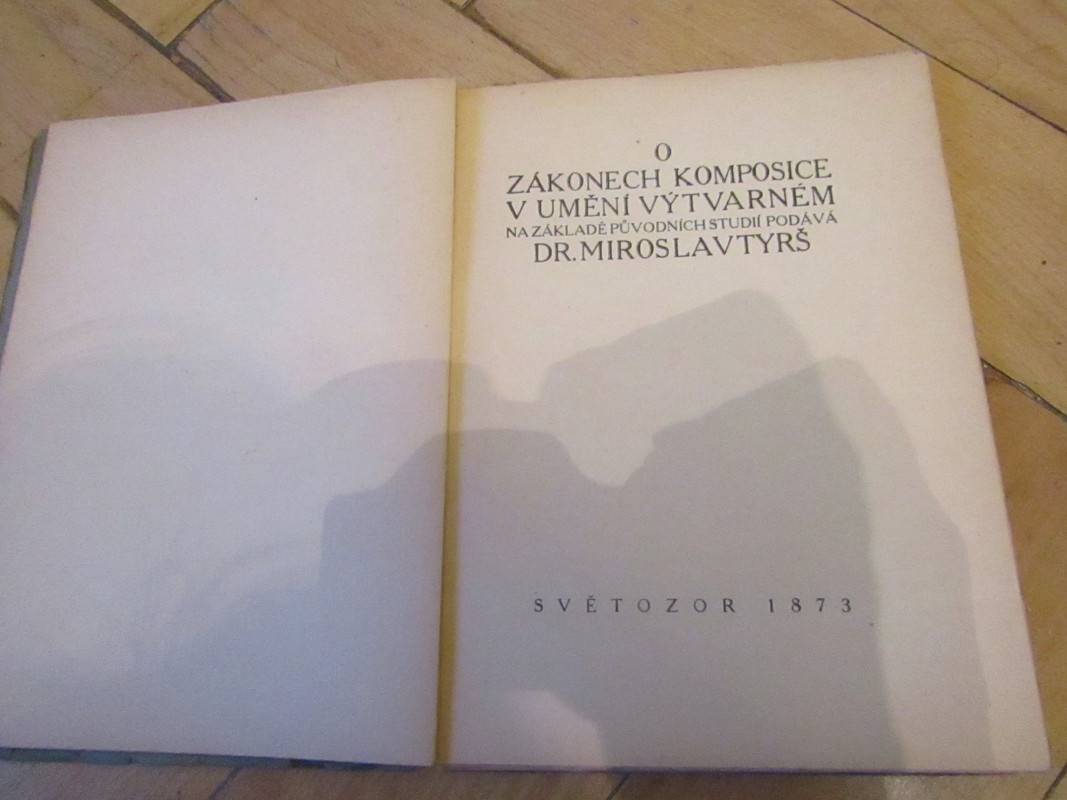 O
ZÁKONECH KOMPOSICE
V UMĚNÍ VÝTVARNÉM
NA ZÁKLADĚ PŮVODNÍCH STUDIÍ PODÁVÁ
DR. MIROSLAV TYRŠ
SVĚTOZOR 1873